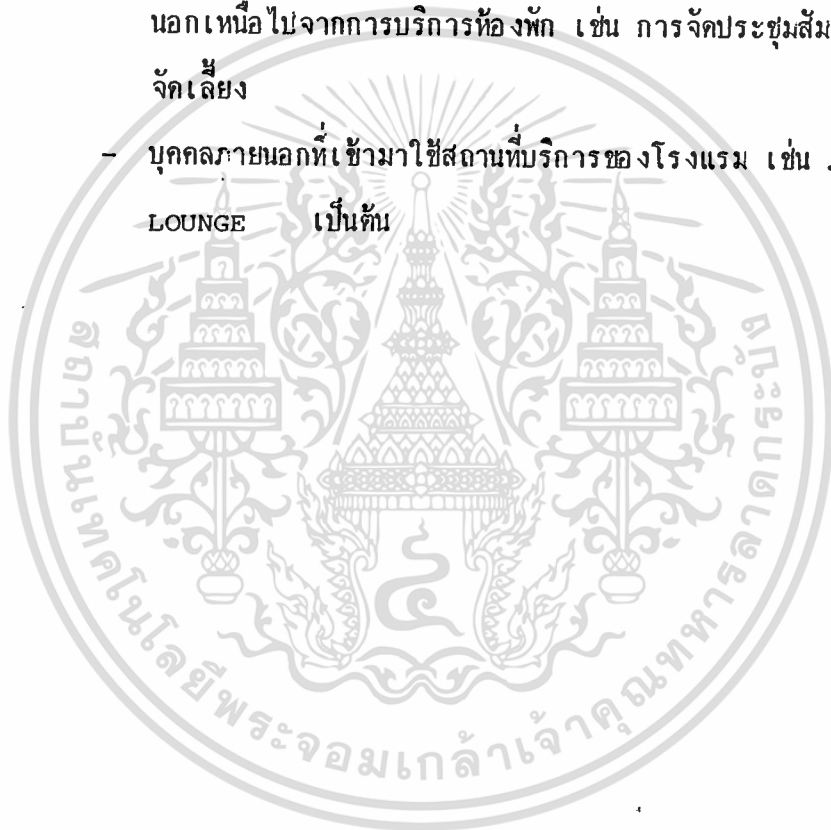 นอกเหนือไปจากการบริการห้องพัก เช่น การจัดประชุมสัม
จัดเลี้ยง
- บุคคลภายนอกที่เข้ามาใช้สถานที่บริการของโรงแรม เช่น .
LOUNGE เป็นต้น
สถาบันเทคโนโลยีพระจอมเกล้าเจ้าคุณทหารลาดกระบัง